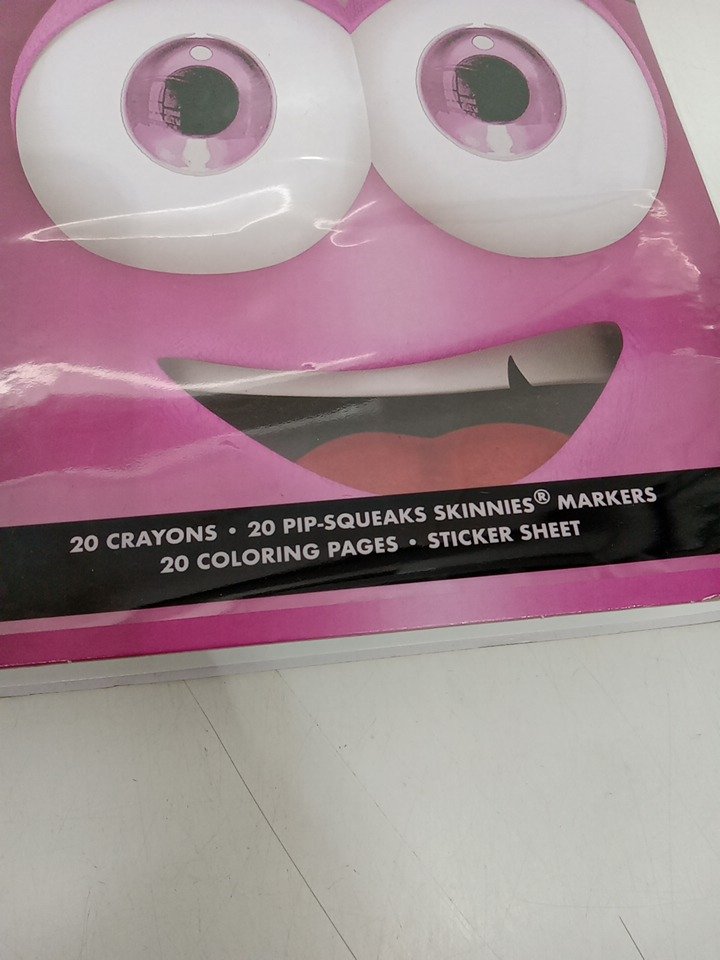 20 CRAYONS • 20 PIP-SQUEAKS SKINNIES® MARKERS
20 COLORING PAGES • STICKER SHEET